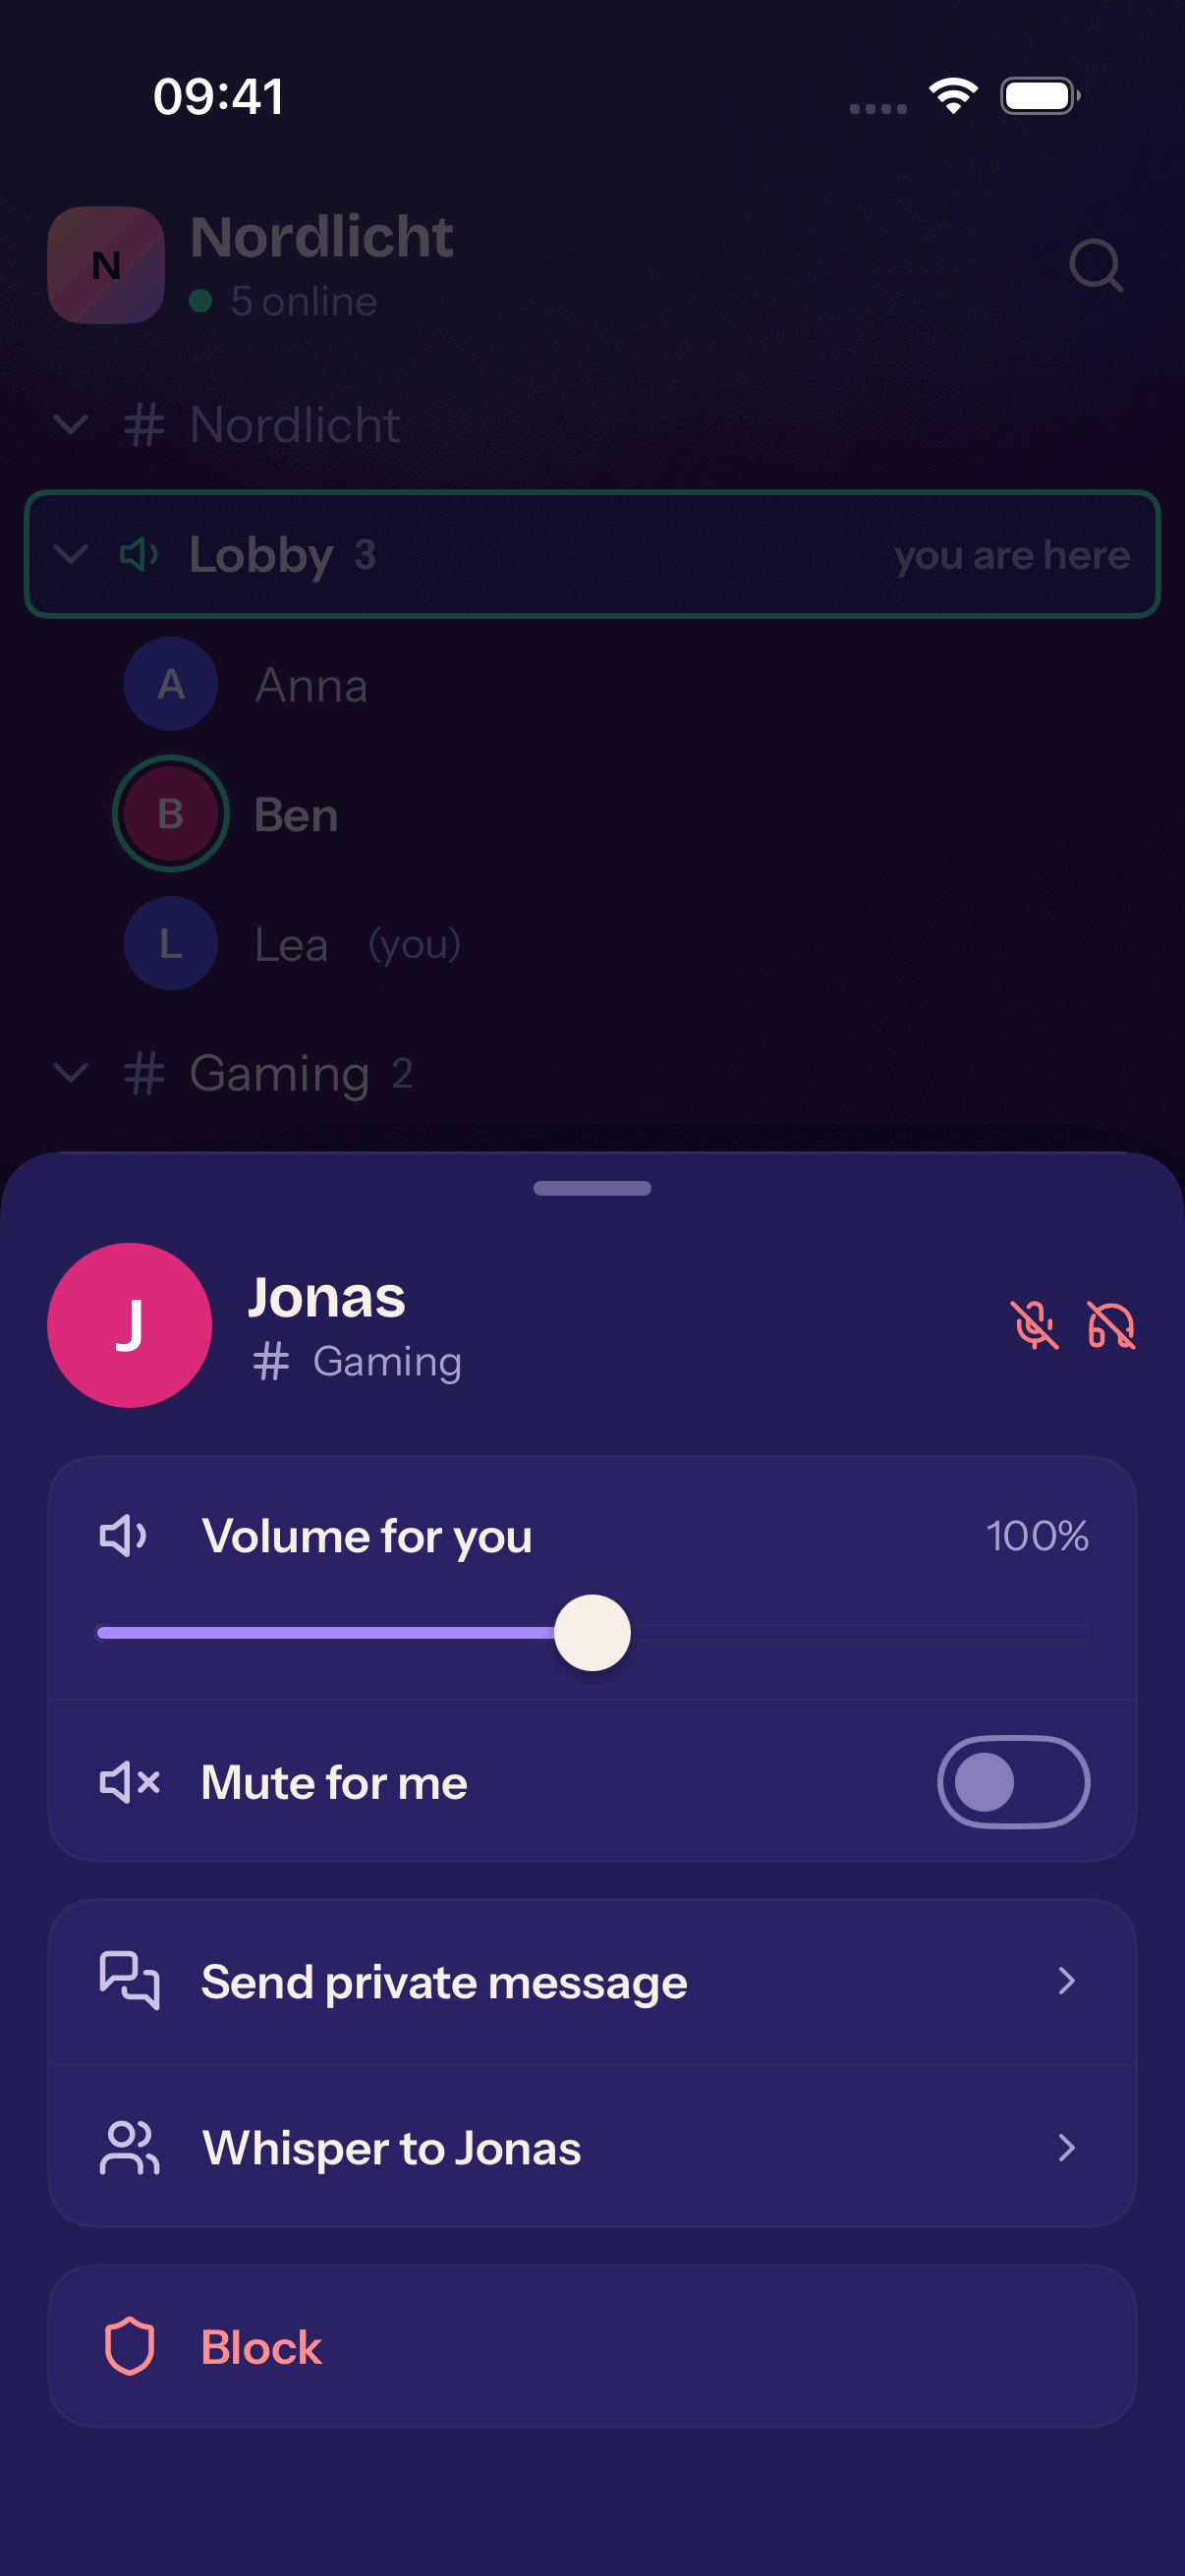 09:41
N Nordlicht
5 online
# Nordlicht
Lobby 3 you are here
A Anna
B Ben
L Lea (you)
# Gaming 2
J Jonas
# Gaming
Volume for you 100%
Mute for me
Send private message
Whisper to Jonas
Block